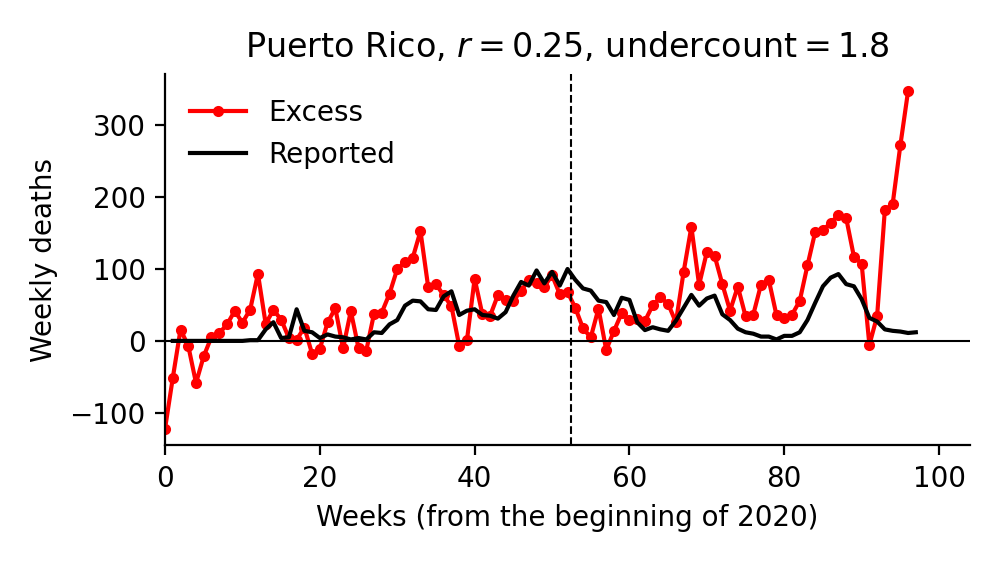 Puerto Rico, r = 0.25, undercount = 1.8
Excess
Reported
Weekly deaths
300
200
100
0
−100
0 20 40 60 80 100
Weeks (from the beginning of 2020)